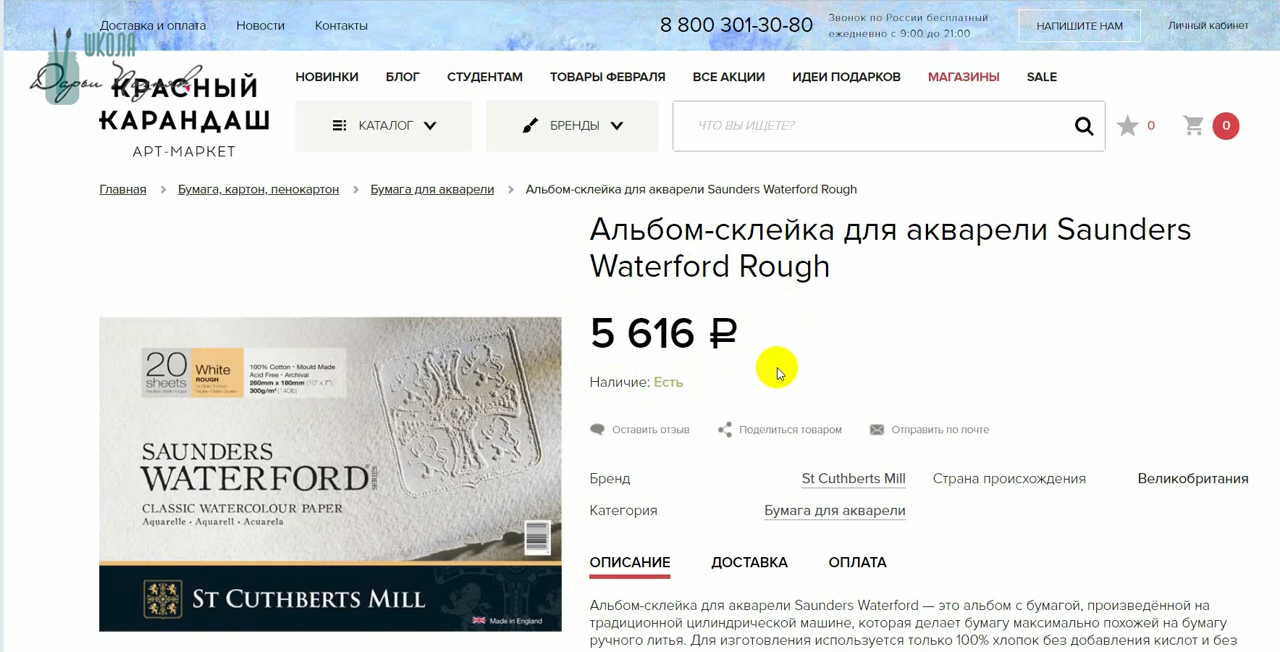 Доставка и оплата
Новости
Контакты
8 800 301-30-80
Звонок по России бесплатный
ежедневно с 9:00 до 21:00
НАПИШИТЕ НАМ
Личный кабинет
ШКОЛА
Дарьи
КРАСНЫЙ
КАРАНДАШ
АРТ-МАРКЕТ
НОВИНКИ
БЛОГ
СТУДЕНТАМ
ТОВАРЫ ФЕВРАЛЯ
ВСЕ АКЦИИ
ИДЕИ ПОДАРКОВ
МАГАЗИНЫ
SALE
КАТАЛОГ
БРЕНДЫ
ЧТО ВЫ ИЩЕТЕ?
0
0
Главная
Бумага, картон, пенокартон
Бумага для акварели
Альбом-склейка для акварели Saunders Waterford Rough
Альбом-склейка для акварели Saunders
Waterford Rough
5 616 ₽
Наличие: Есть
Оставить отзыв
Поделиться товаром
Отправить по почте
Бренд
St Cuthberts Mill
Страна происхождения
Великобритания
Категория
Бумага для акварели
ОПИСАНИЕ
ДОСТАВКА
ОПЛАТА
Альбом-склейка для акварели Saunders Waterford — это альбом с бумагой, произведённой на
традиционной цилиндрической машине, которая делает бумагу максимально похожей на бумагу
ручного литья. Для изготовления используется только 100% хлопок без добавления кислот и без
20
sheets
White
ROUGH
100% Cotton - Mould Made
Acid Free - Archival
260mm x 180mm (10" x 7")
300g/m² (140lb)
SAUNDERS
WATERFORD
SERIES
CLASSIC WATERCOLOUR PAPER
Aquarelle • Aquarell • Acuarela
ST CUTHBERTS MILL
Made in England